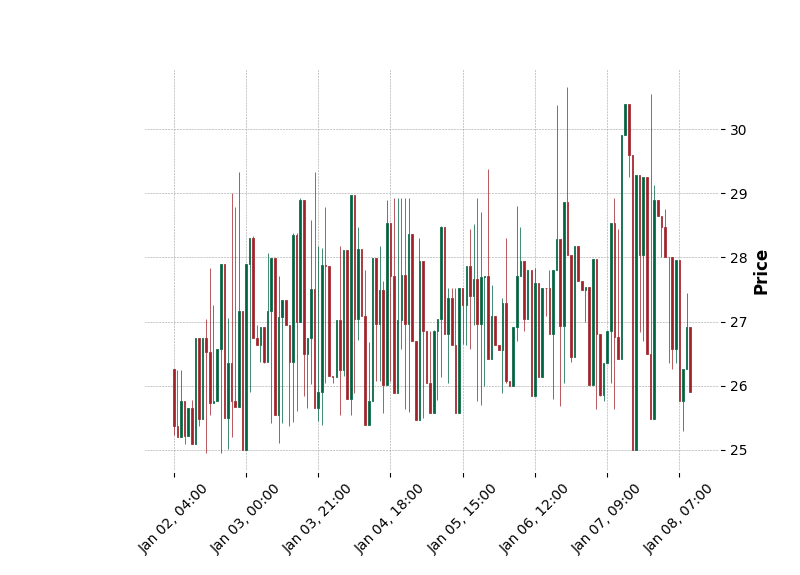 30
29
28
27
26
25
Price
Jan 02, 04:00
Jan 03, 00:00
Jan 03, 21:00
Jan 04, 18:00
Jan 05, 15:00
Jan 06, 12:00
Jan 07, 09:00
Jan 08, 07:00